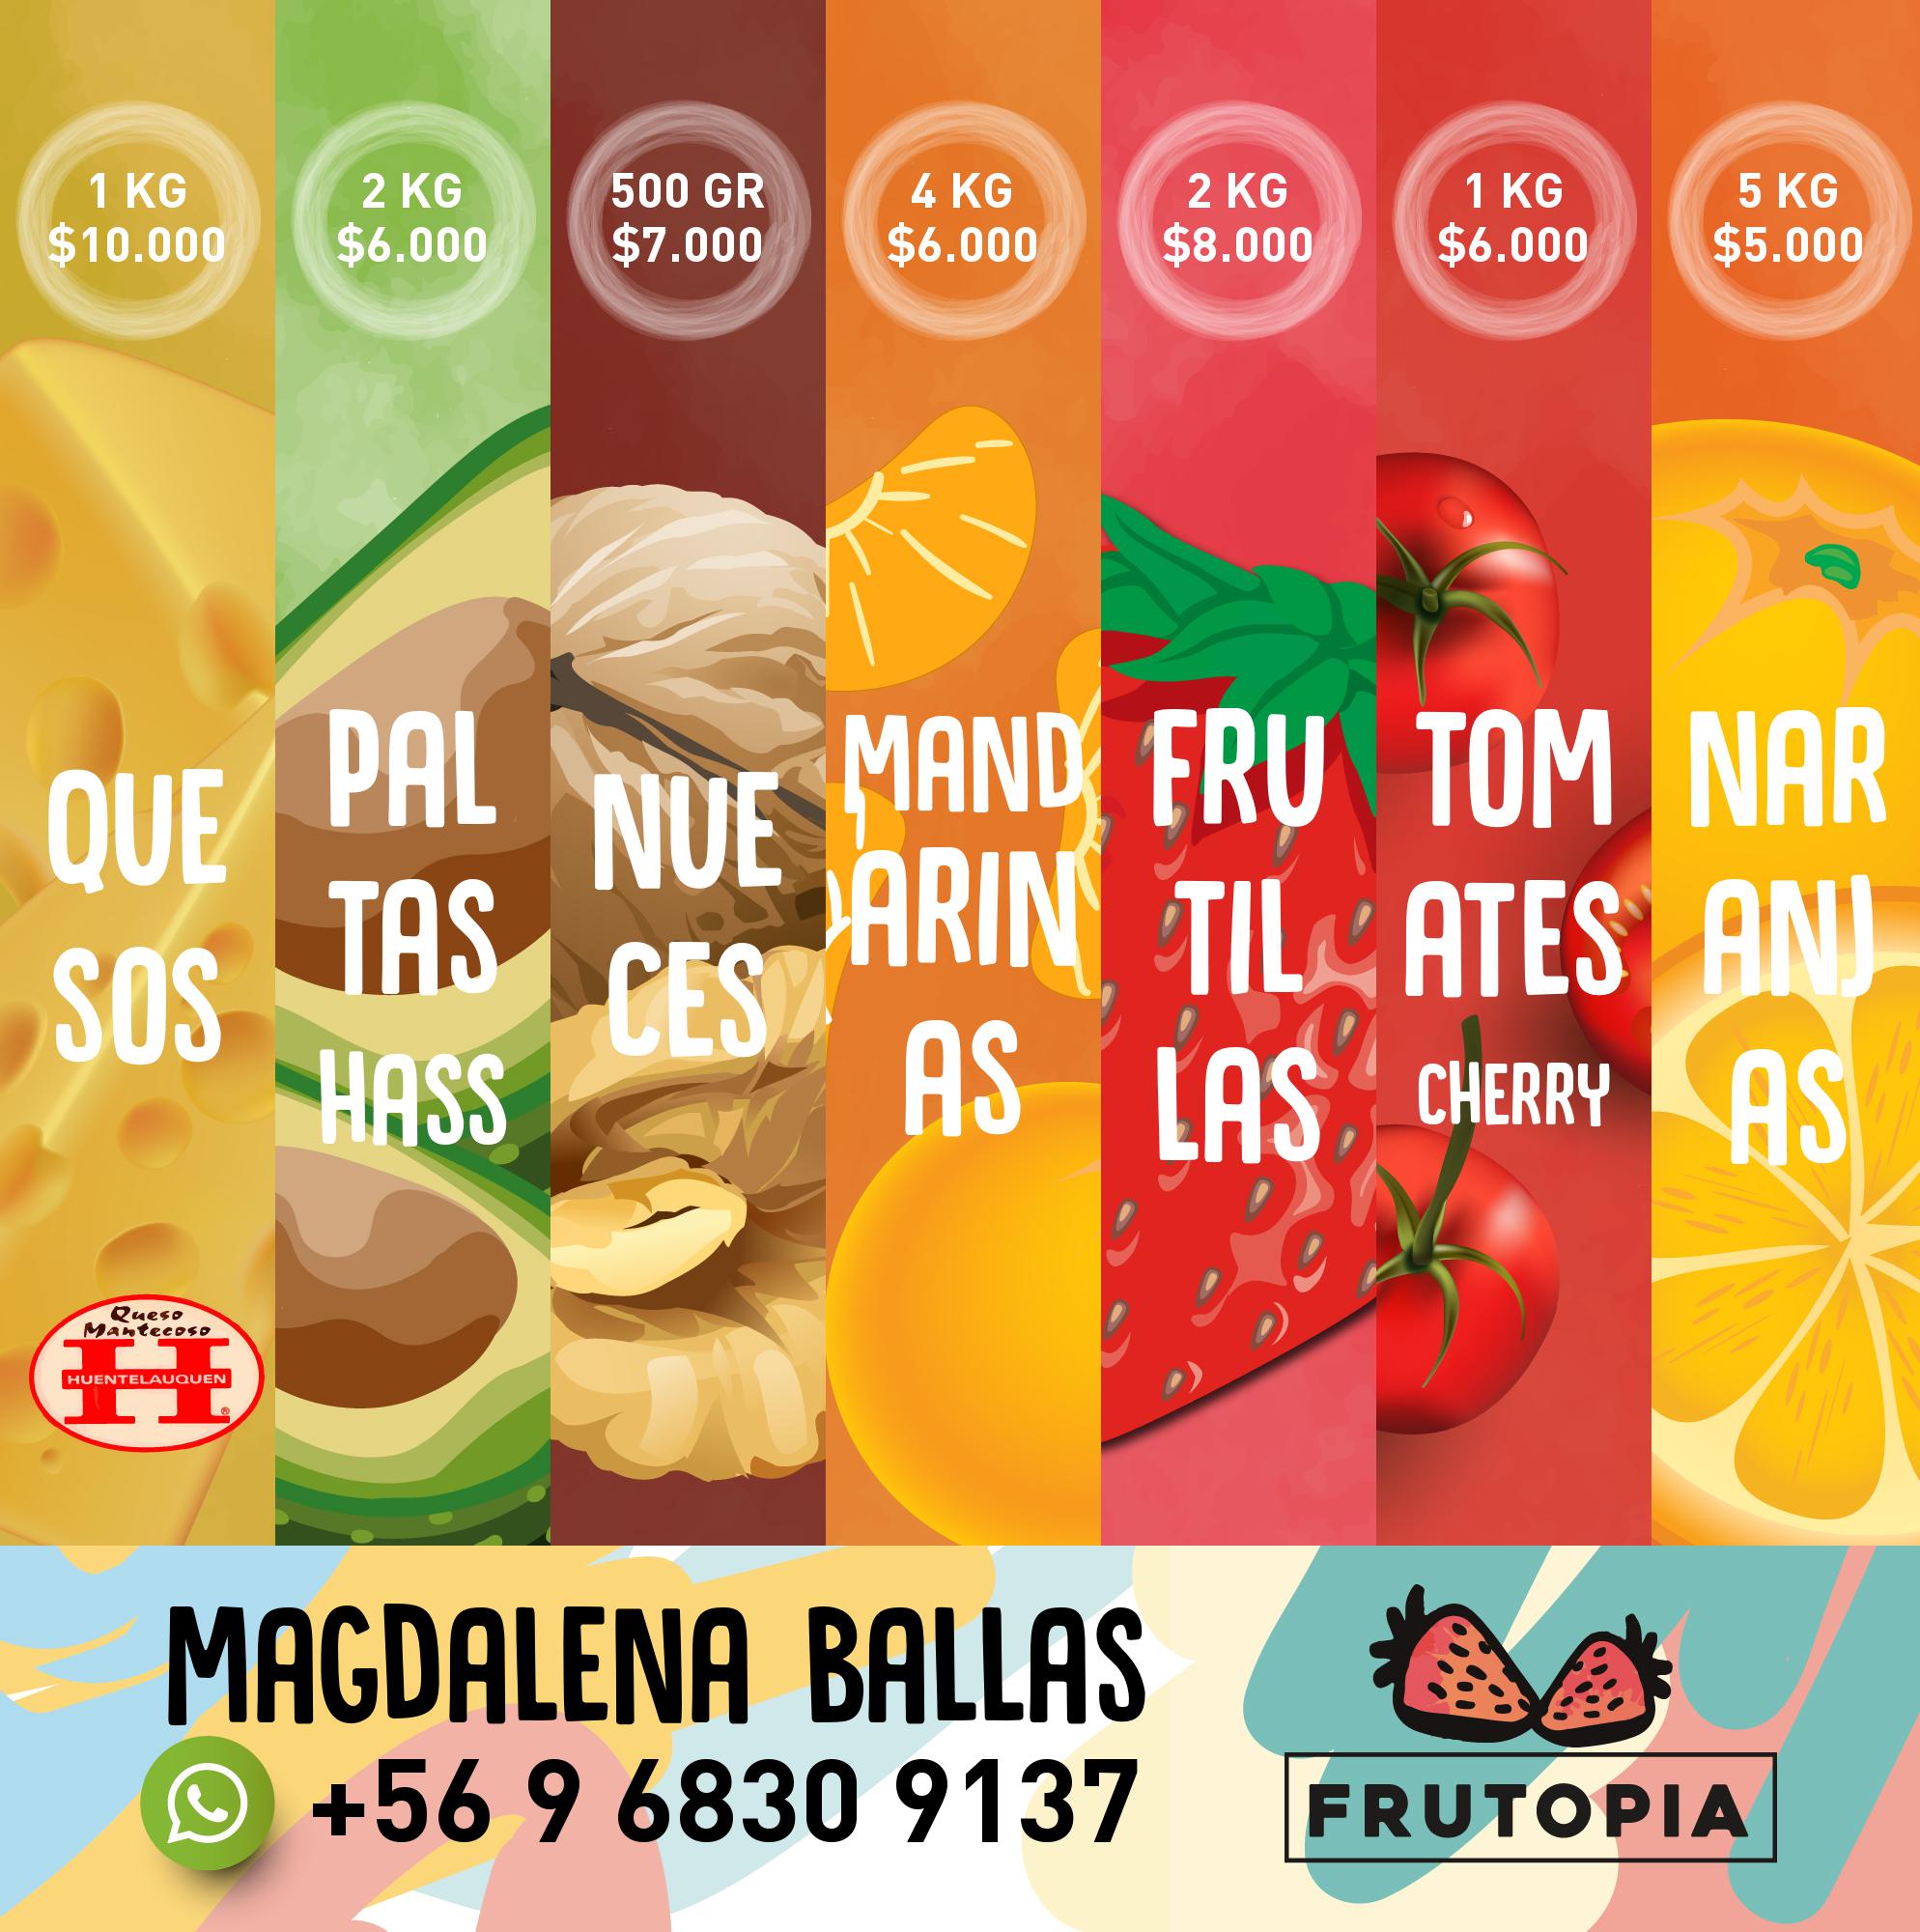 1 KG
$10.000
QUE
SOS
Queso
Mantecoso
H
HUENTELAUQUEN
®
2 KG
$6.000
PAL
TAS
HASS
500 GR
$7.000
NUE
CES
4 KG
$6.000
MAND
ARIN
AS
2 KG
$8.000
FRU
TIL
LAS
1 KG
$6.000
TOM
ATES
CHERRY
5 KG
$5.000
NAR
ANJ
AS
MAGDALENA BALLAS
+56 9 6830 9137
FRUTOPIA